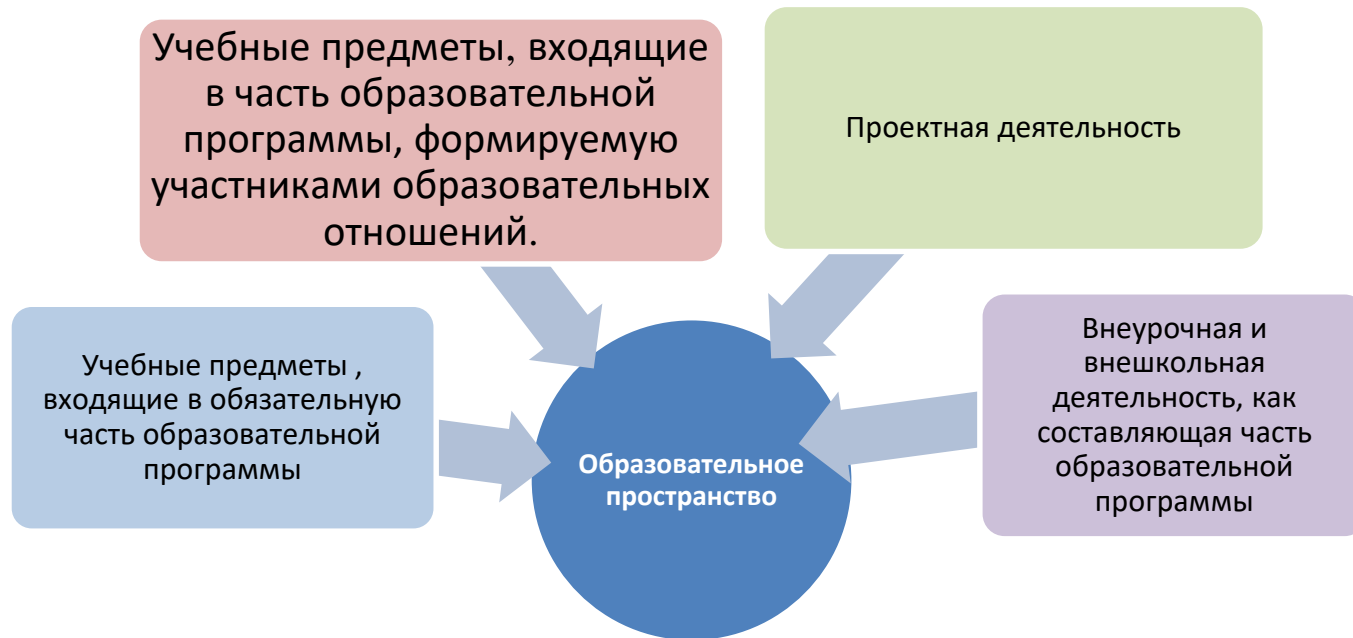 Учебные предметы, входящие
в часть образовательной
программы, формируемую
участниками образовательных
отношений.
Проектная деятельность
Учебные предметы ,
входящие в обязательную
часть образовательной
программы
Внеурочная и
внешкольная
деятельность, как
составляющая часть
образовательной
программы
Образовательное
пространство